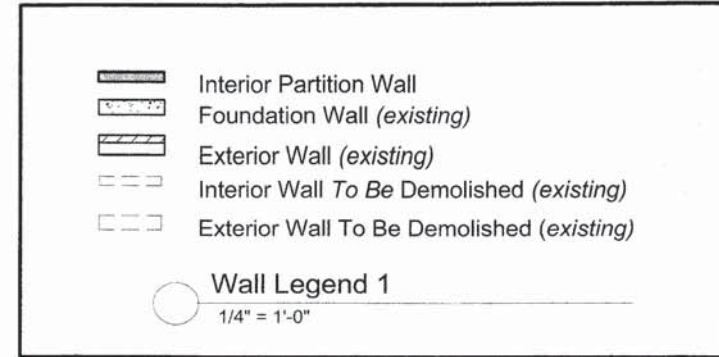 Interior Partition Wall
Foundation Wall (existing)
Exterior Wall (existing)
Interior Wall To Be Demolished (existing)
Exterior Wall To Be Demolished (existing)
Wall Legend 1
1/4" = 1'-0"